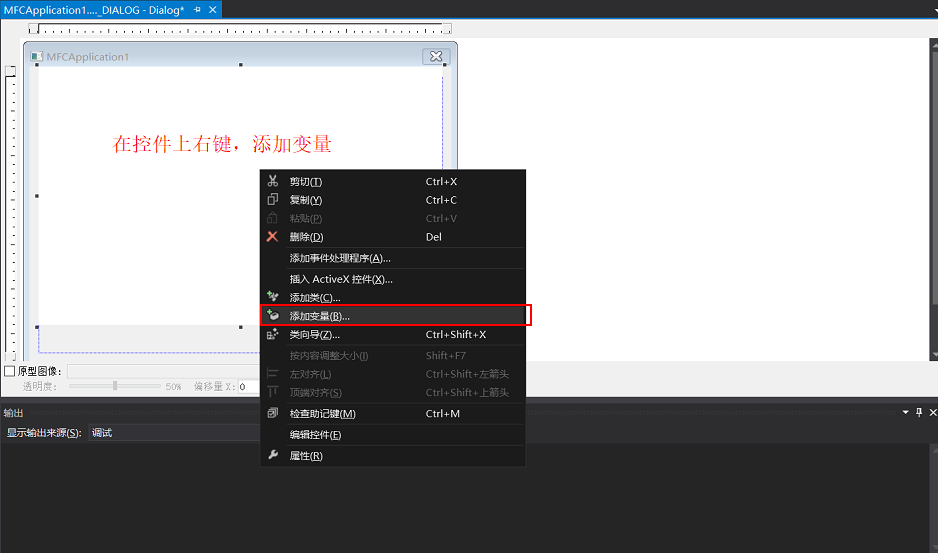 MFCApplication1...._DIALOG - Dialog*
MFCApplication1
在控件上右键，添加变量
剪切(T) Ctrl+X
复制(Y) Ctrl+C
粘贴(P) Ctrl+V
删除(D) Del
添加事件处理程序(A)...
插入 ActiveX 控件(X)...
添加类(C)...
添加变量(B)...
类向导(Z)... Ctrl+Shift+X
按内容调整大小(I) Shift+F7
左对齐(L) Ctrl+Shift+左箭头
顶端对齐(S) Ctrl+Shift+上箭头
检查助记键(M) Ctrl+M
编辑控件(E)
属性(R)
原型图像:
透明度: 50% 偏移量 X: 0
输出
显示输出来源(S): 调试